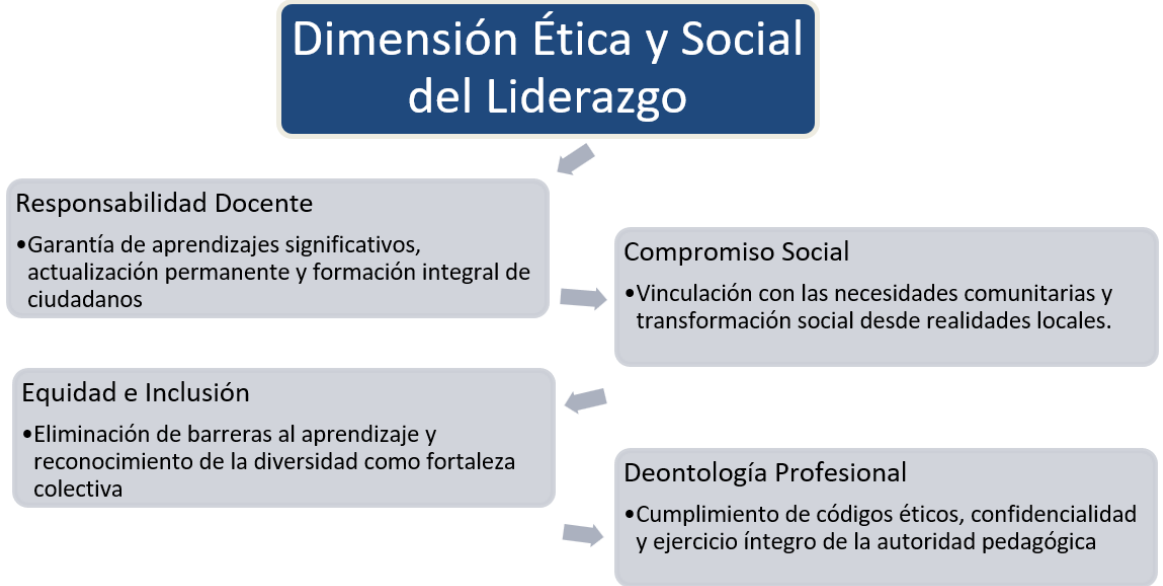 Dimensión Ética y Social
del Liderazgo
Responsabilidad Docente
•Garantía de aprendizajes significativos,
actualización permanente y formación integral de
ciudadanos
Compromiso Social
•Vinculación con las necesidades comunitarias y
transformación social desde realidades locales.
Equidad e Inclusión
•Eliminación de barreras al aprendizaje y
reconocimiento de la diversidad como fortaleza
colectiva
Deontología Profesional
•Cumplimiento de códigos éticos, confidencialidad
y ejercicio íntegro de la autoridad pedagógica